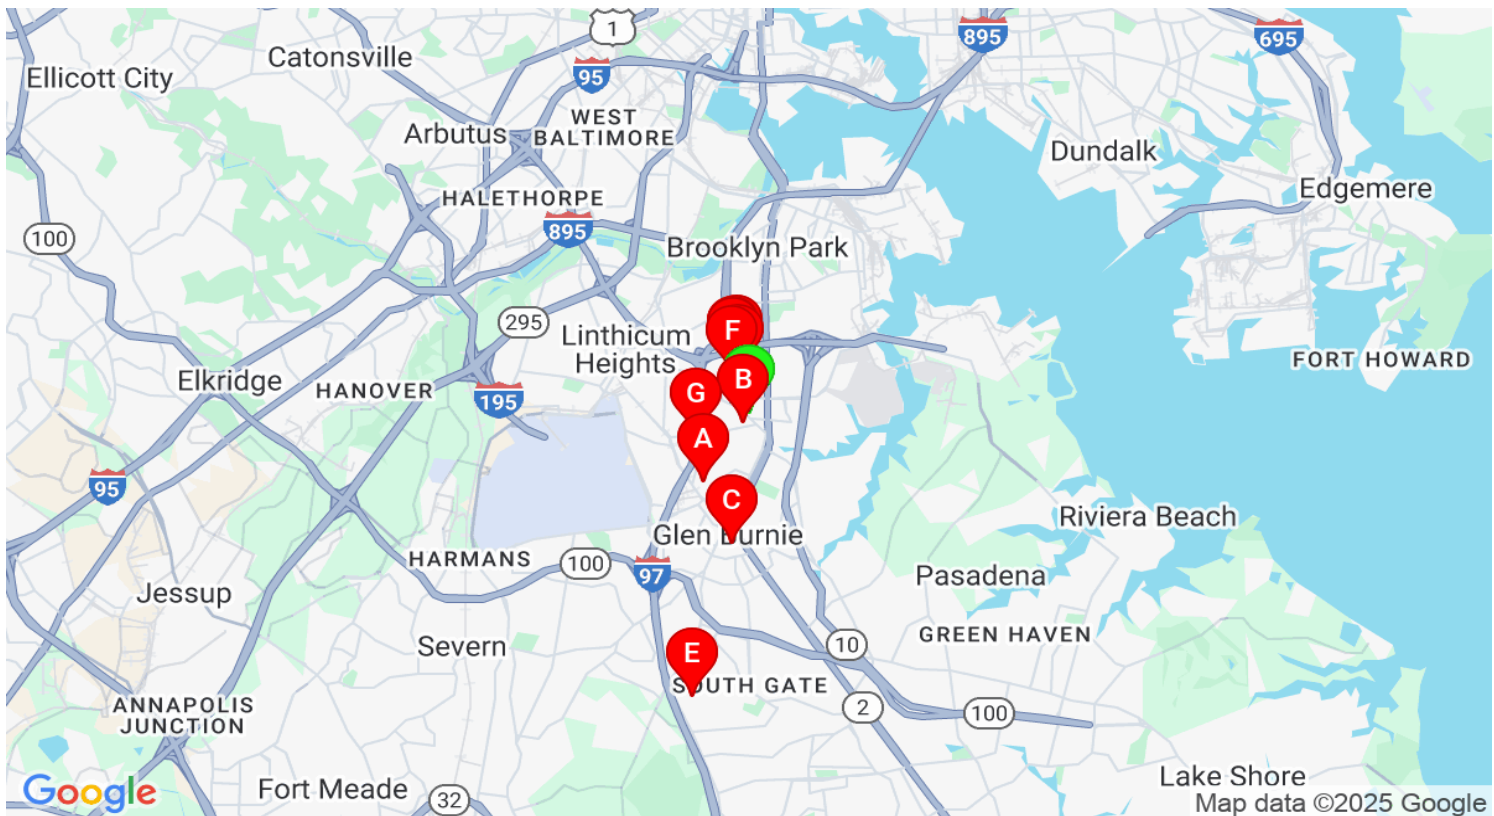 1
895
695
Catonsville
Ellicott City
95
WEST
BALTIMORE
Arbutus
Dundalk
Edgemere
HALETHORPE
100
895
Brooklyn Park
295
Linthicum
Heights
F
FORT HOWARD
Elkridge
HANOVER
195
G
B
A
95
C
Riviera Beach
Glen Burnie
HARMANS
100
97
Pasadena
Jessup
GREEN HAVEN
Severn
10
E
SOUTH GATE
ANNAPOLIS
JUNCTION
2
100
Google
Fort Meade
32
Lake Shore
Map data ©2025 Google